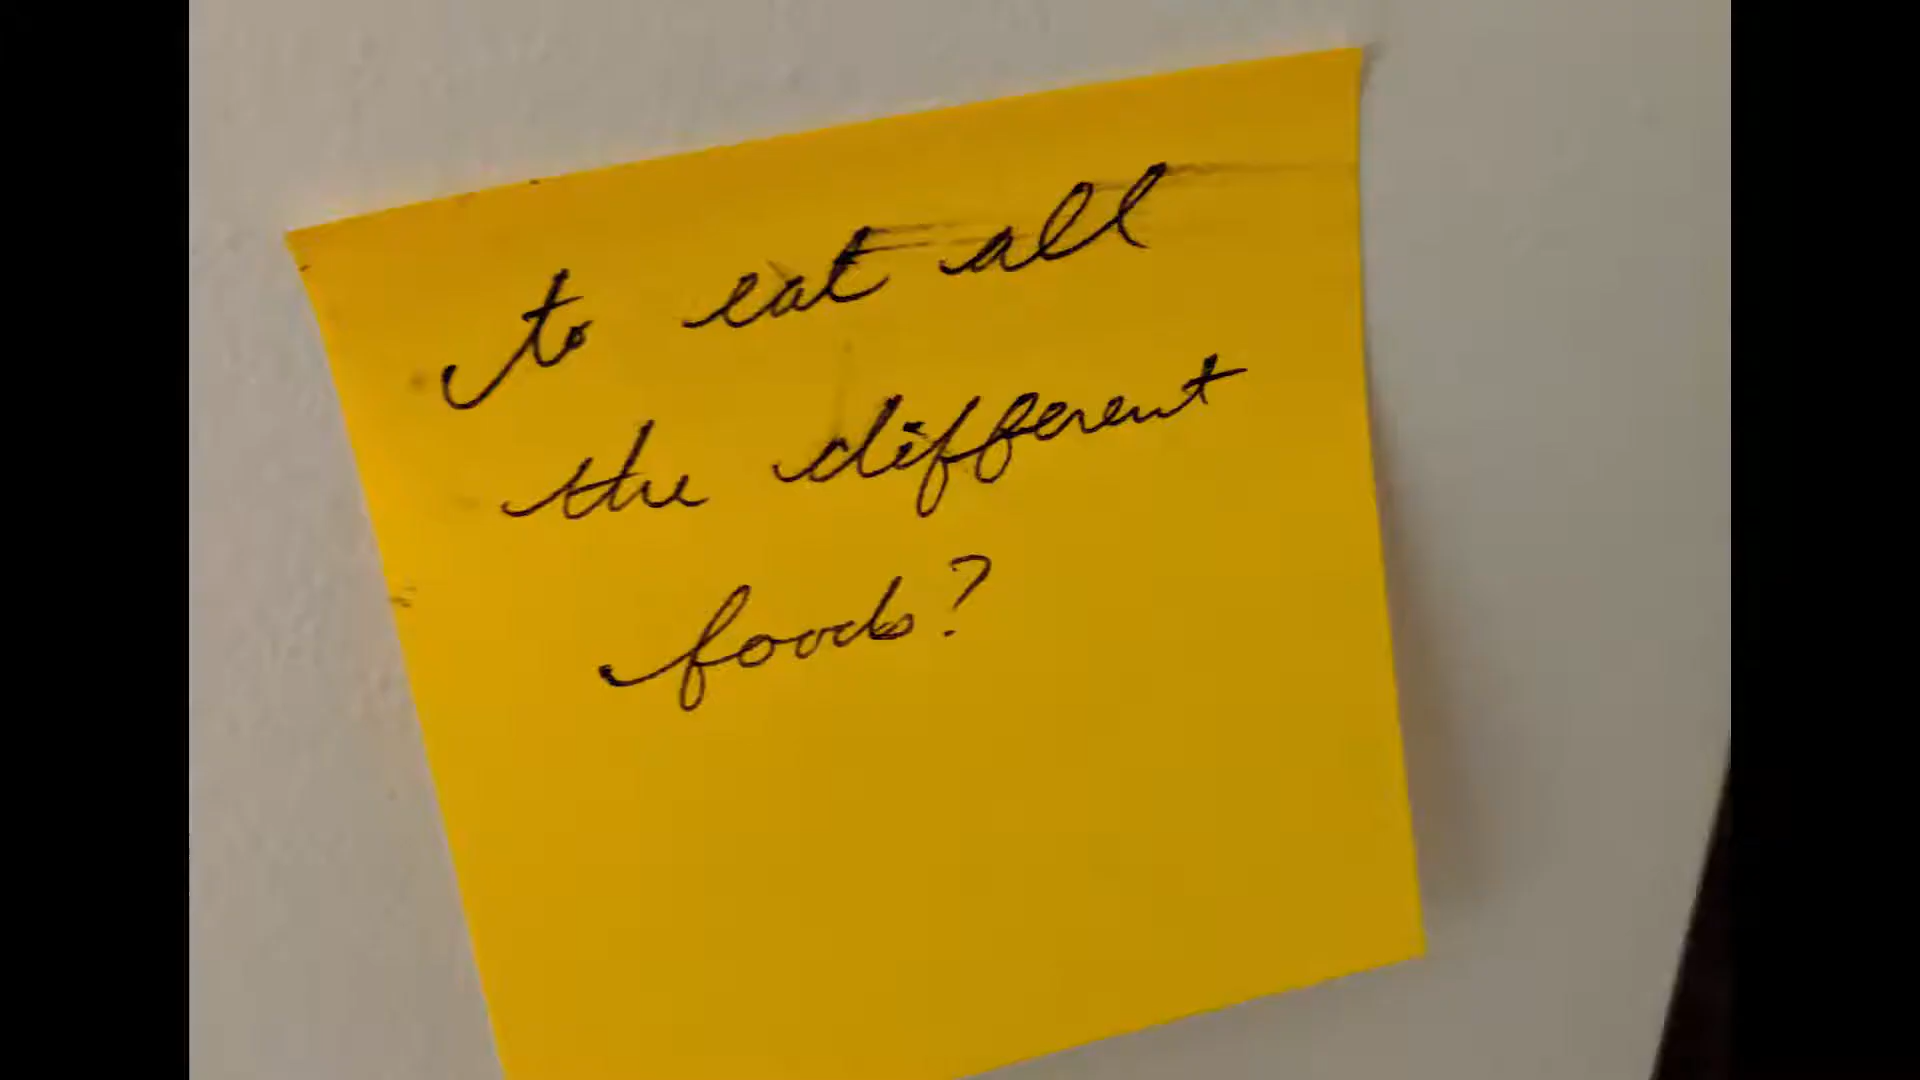 to eat all
the different
foods?